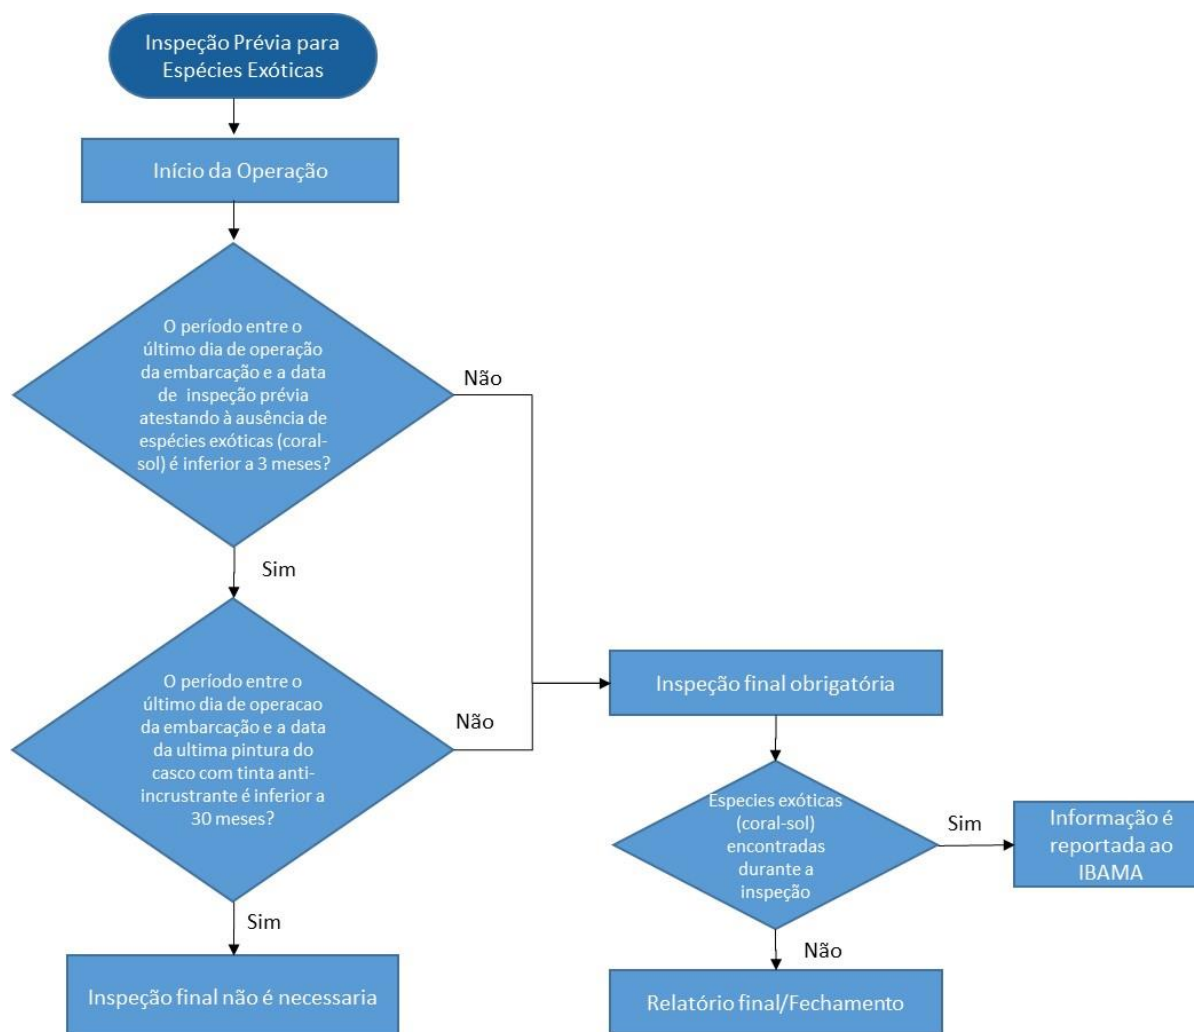 Inspeção Prévia para
Espécies Exóticas
Início da Operação
O período entre o
último dia de operação
da embarcação e a data
de inspeção prévia
atestando à ausência de
espécies exóticas (coral-
sol) é inferior a 3 meses?
Não
Sim
O período entre o
último dia de operacao
da embarcação e a data
da ultima pintura do
casco com tinta anti-
incrustrante é inferior a
30 meses?
Não
Sim
Inspeção final não é necessaria
Inspeção final obrigatória
Especies exóticas
(coral-sol)
encontradas
durante a
inspeção
Sim
Informação é
reportada ao
IBAMA
Não
Relatório final/Fechamento